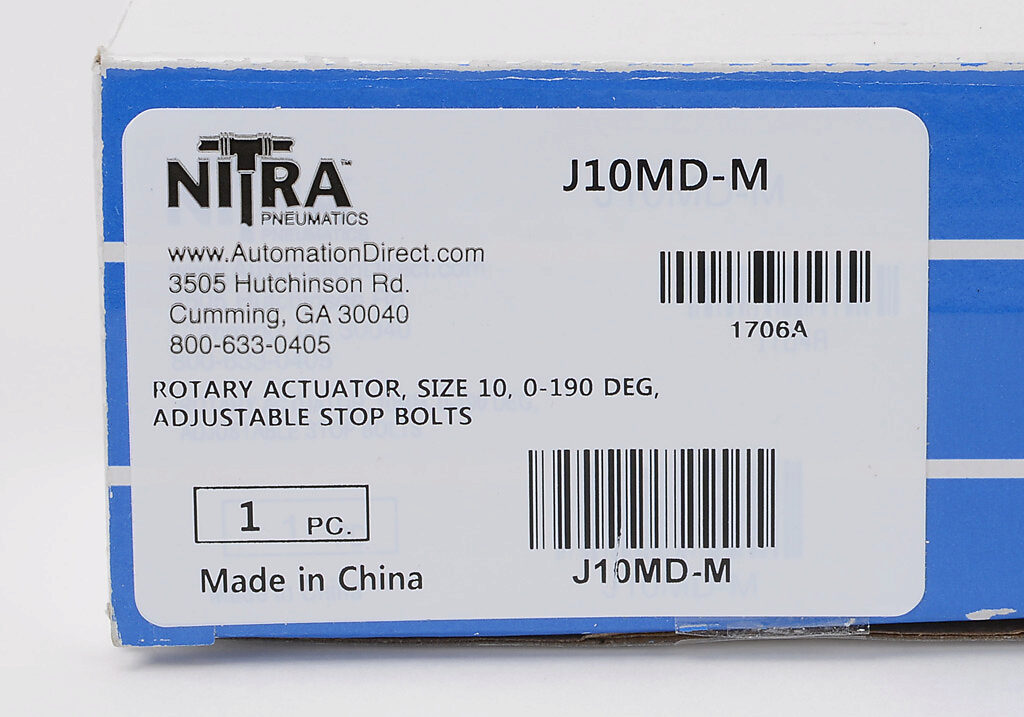 NITRA™
PNEUMATICS
J10MD-M
www.AutomationDirect.com
3505 Hutchinson Rd.
Cumming, GA 30040
800-633-0405
1706A
ROTARY ACTUATOR, SIZE 10, 0-190 DEG,
ADJUSTABLE STOP BOLTS
1 PC.
J10MD-M
Made in China